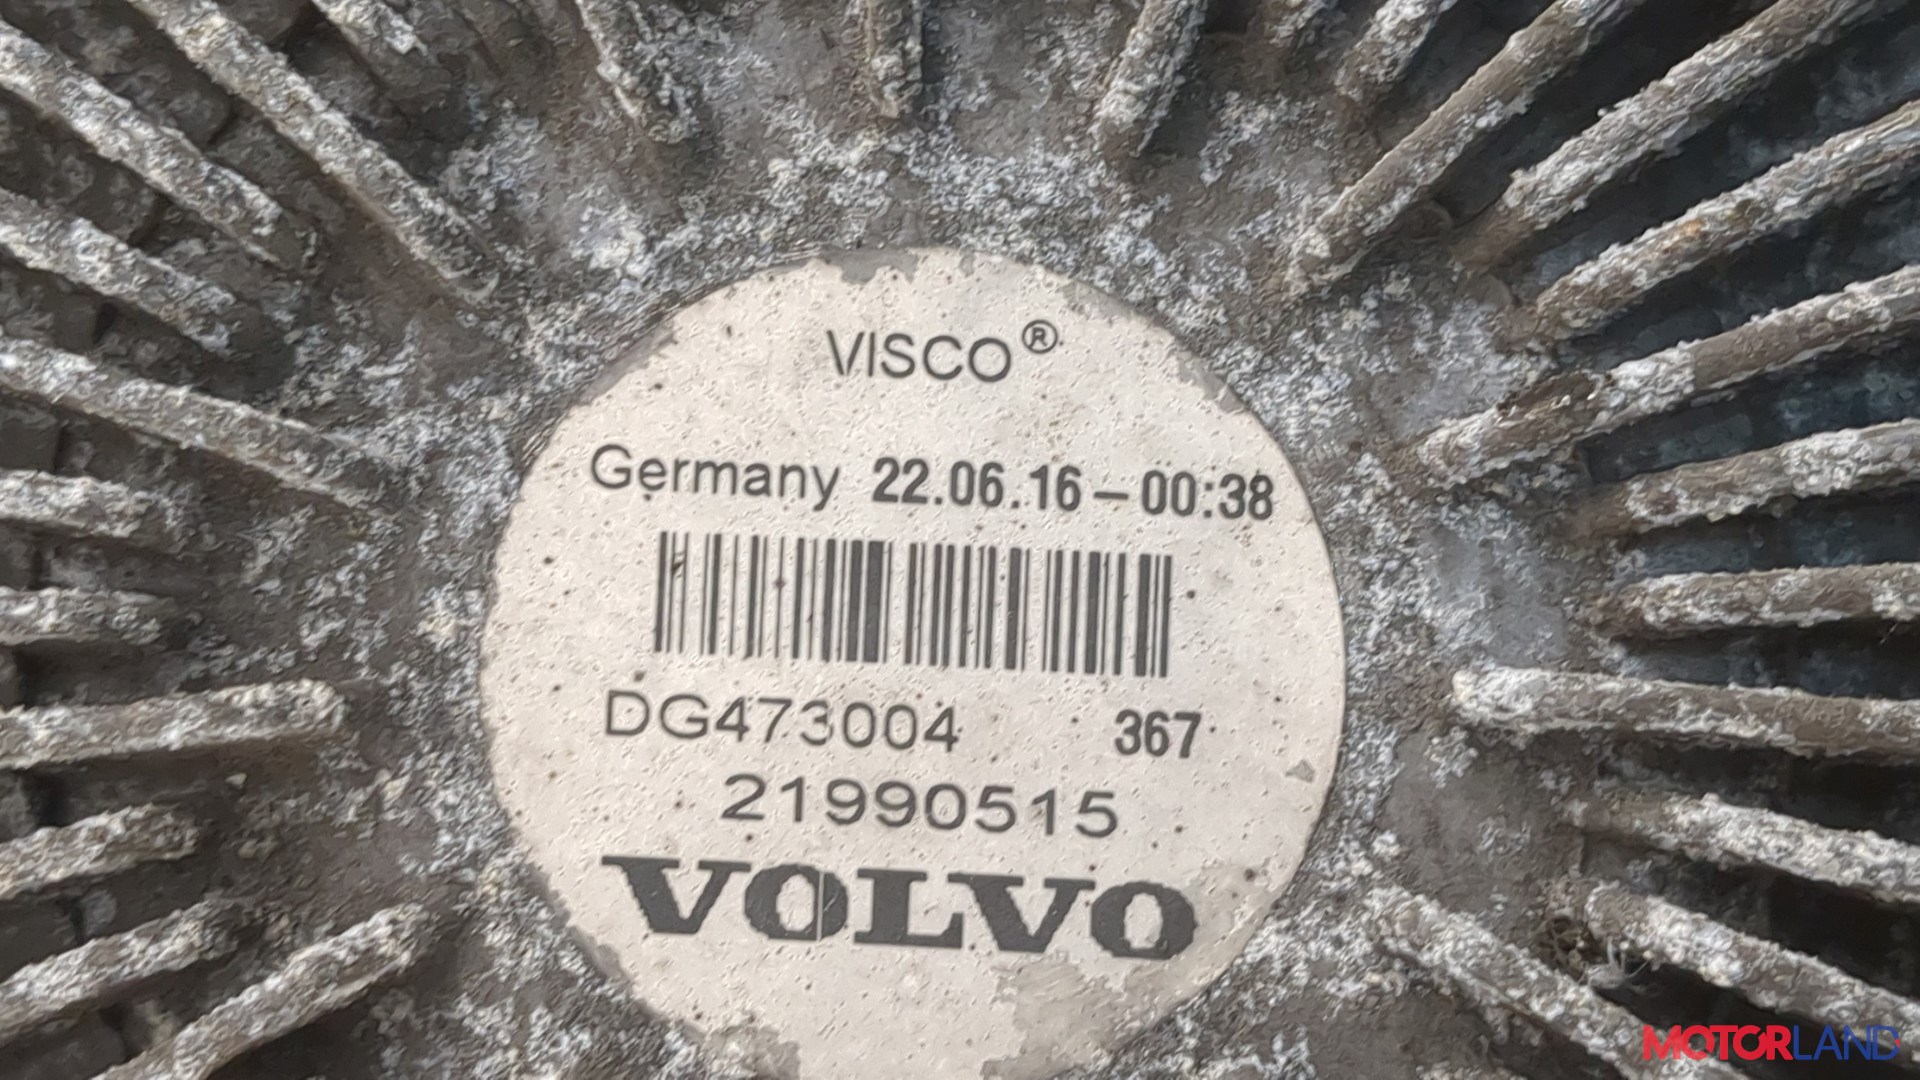 VISCO®
Germany 22.06.16–00:38
DG473004 367
21990515
VOLVO
MOTORLAND